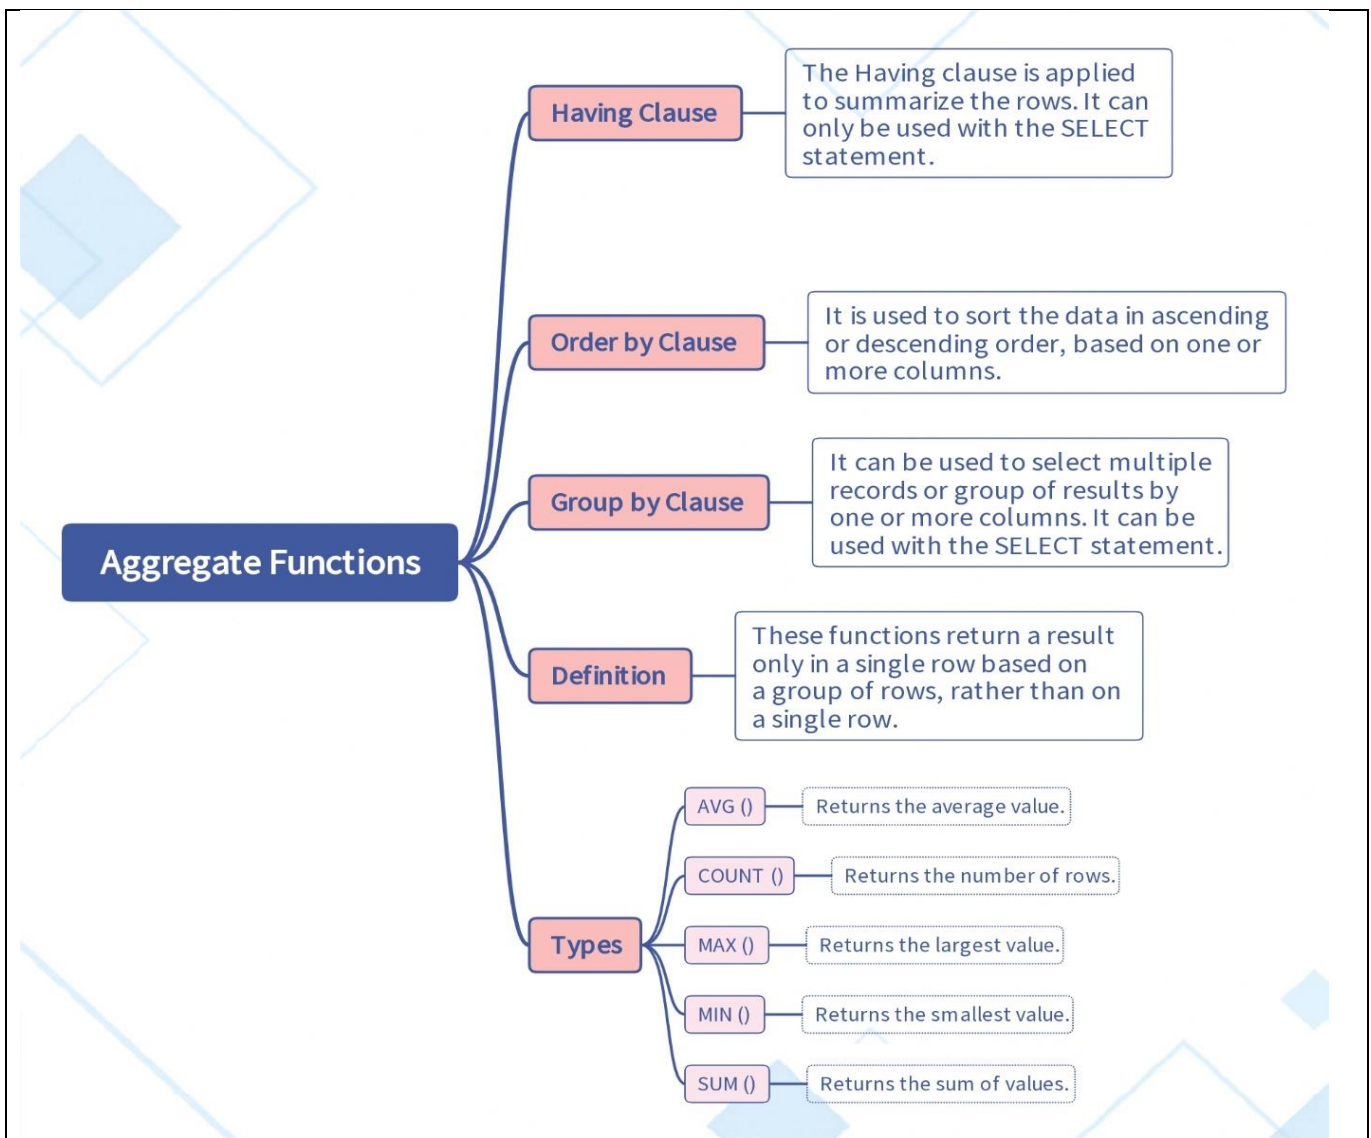 Having Clause
The Having clause is applied
to summarize the rows. It can
only be used with the SELECT
statement.
Order by Clause
It is used to sort the data in ascending
or descending order, based on one or
more columns.
Group by Clause
It can be used to select multiple
records or group of results by
one or more columns. It can be
used with the SELECT statement.
Aggregate Functions
Definition
These functions return a result
only in a single row based on
a group of rows, rather than on
a single row.
Types
AVG ()
Returns the average value.
COUNT ()
Returns the number of rows.
MAX ()
Returns the largest value.
MIN ()
Returns the smallest value.
SUM ()
Returns the sum of values.